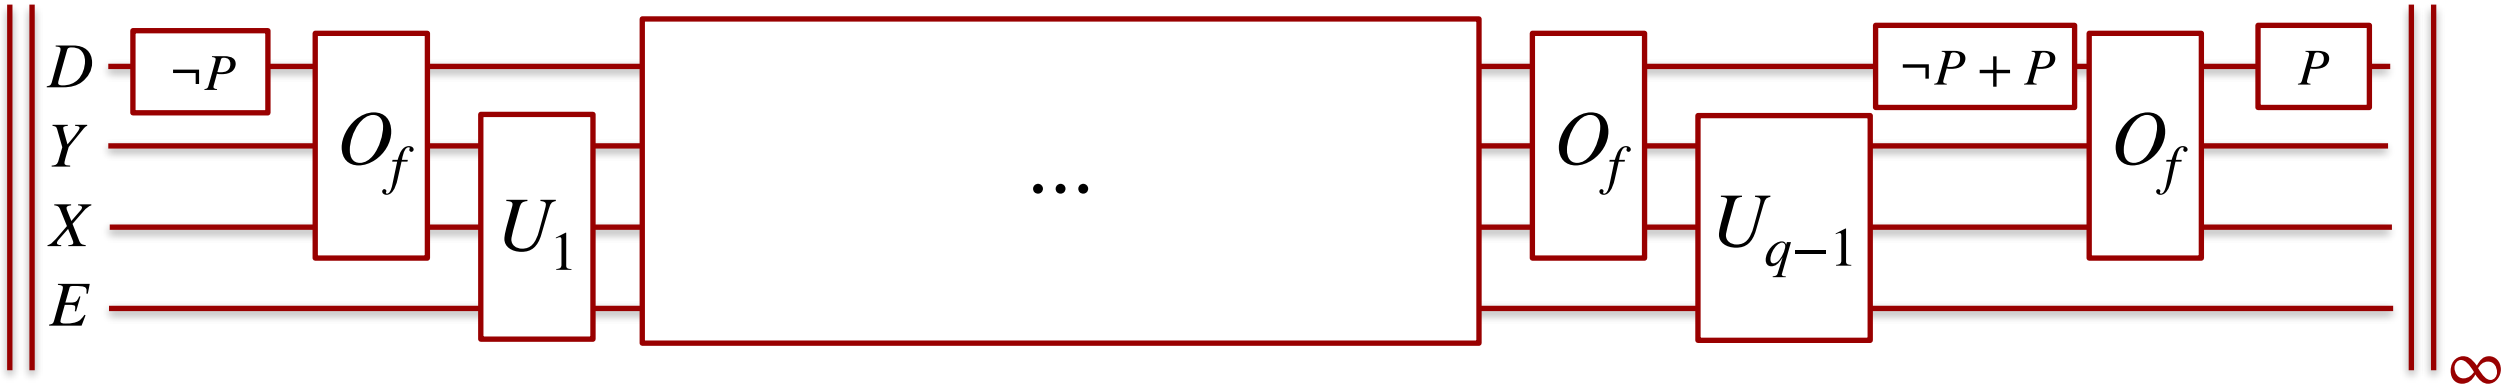 D ¬P O_f U_1 ... O_f U_{q−1} ¬P + P O_f P
Y
X
E
∞